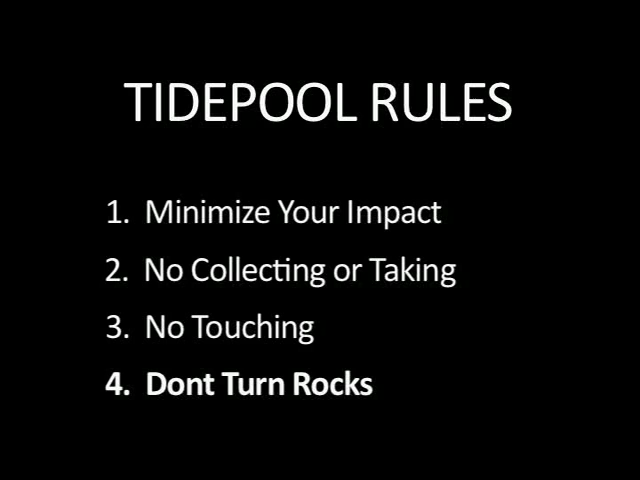 TIDEPOOL RULES
1. Minimize Your Impact
2. No Collecting or Taking
3. No Touching
4. Dont Turn Rocks